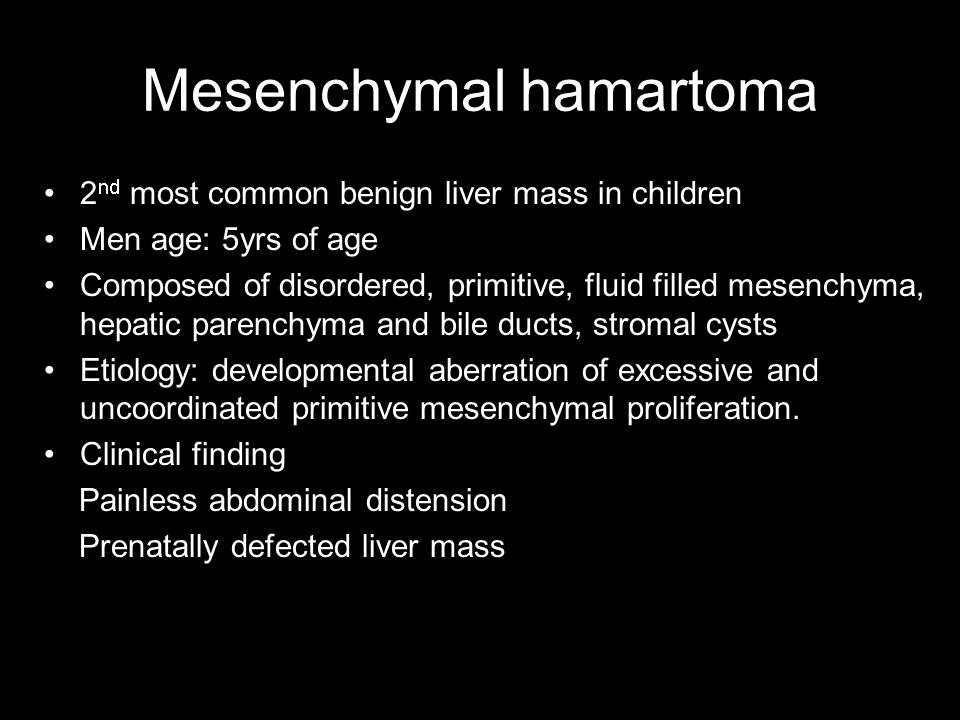 Mesenchymal hamartoma
• 2nd most common benign liver mass in children
• Men age: 5yrs of age
• Composed of disordered, primitive, fluid filled mesenchyma,
hepatic parenchyma and bile ducts, stromal cysts
• Etiology: developmental aberration of excessive and
uncoordinated primitive mesenchymal proliferation.
• Clinical finding
Painless abdominal distension
Prenatally defected liver mass